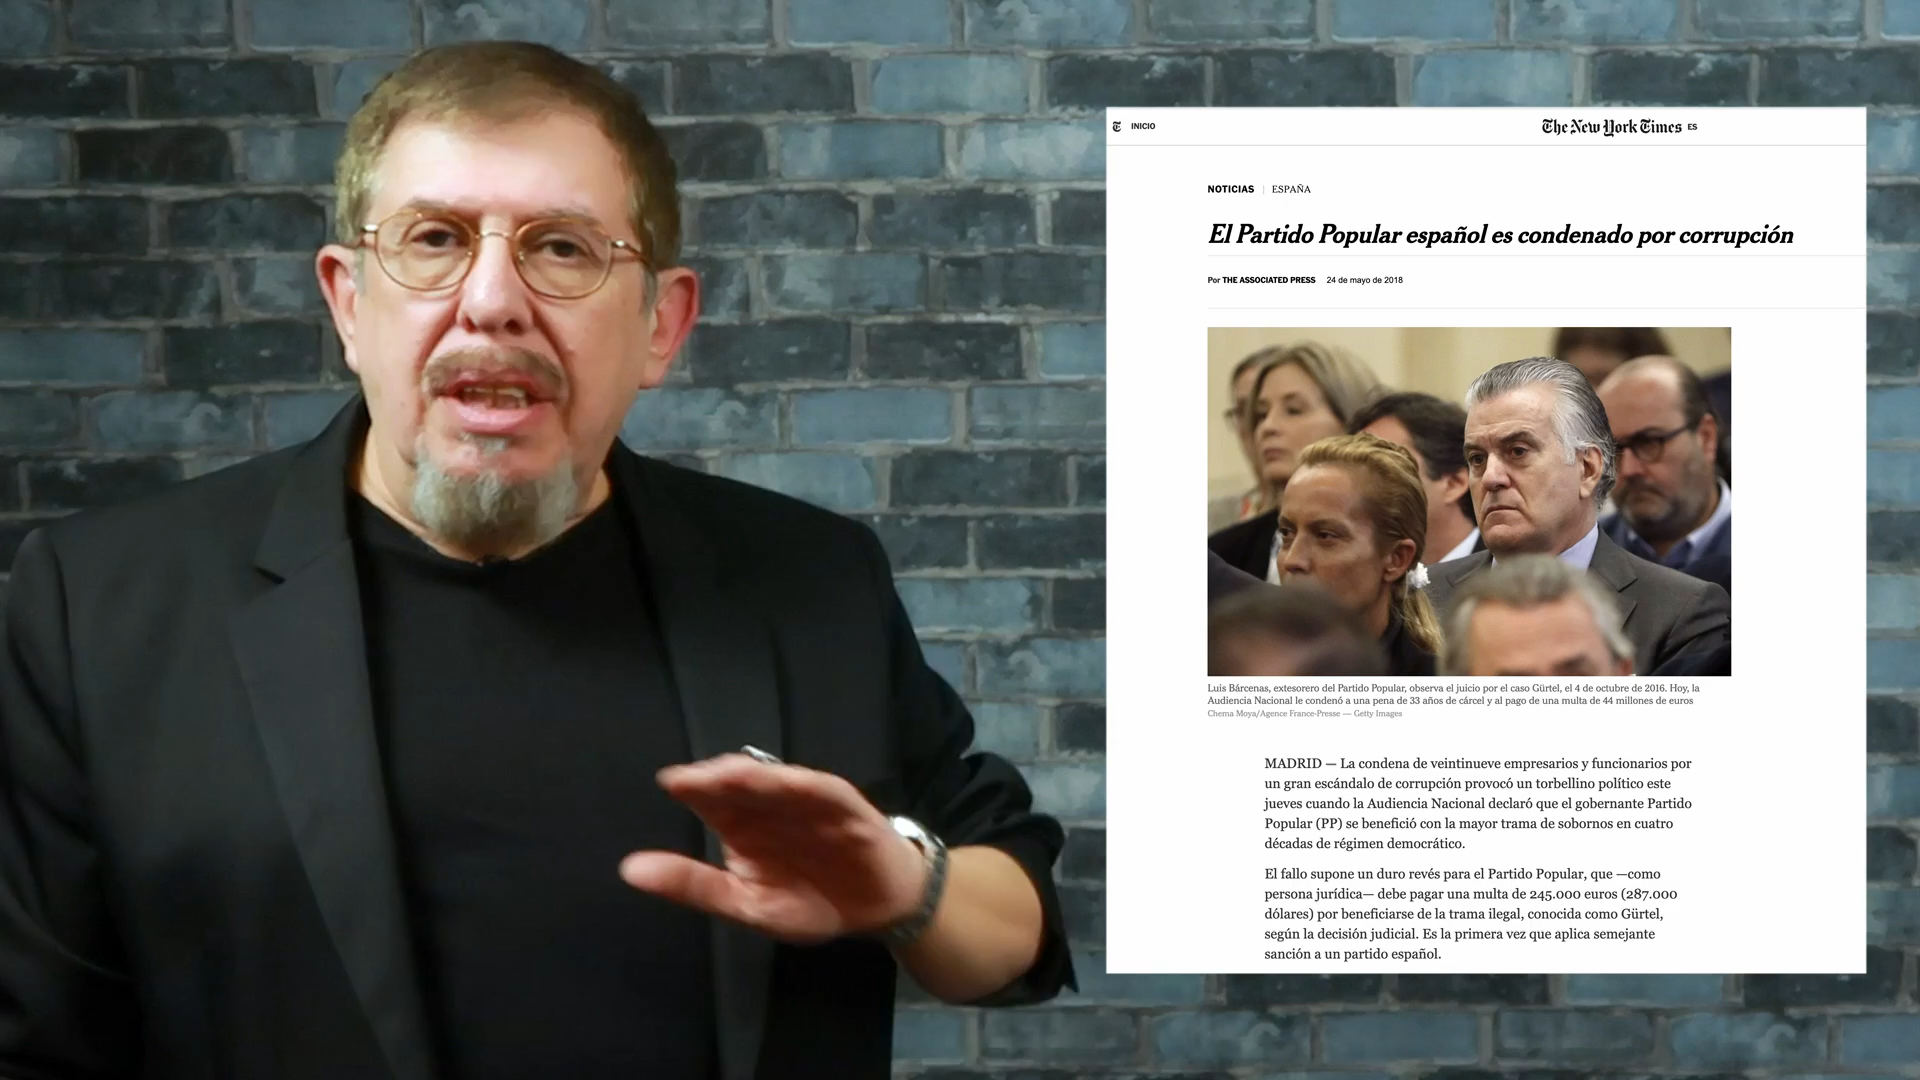 INICIO
The New York Times ES
NOTICIAS | ESPAÑA
El Partido Popular español es condenado por corrupción
Por THE ASSOCIATED PRESS 24 de mayo de 2018
Luis Bárcenas, extesorero del Partido Popular, observa el juicio por el caso Gürtel, el 4 de octubre de 2016. Hoy, la
Audiencia Nacional le condenó a una pena de 33 años de cárcel y al pago de una multa de 44 millones de euros
Chema Moya/Agence France-Presse — Getty Images
MADRID — La condena de veintinueve empresarios y funcionarios por
un gran escándalo de corrupción provocó un torbellino político este
jueves cuando la Audiencia Nacional declaró que el gobernante Partido
Popular (PP) se benefició con la mayor trama de sobornos en cuatro
décadas de régimen democrático.
El fallo supone un duro revés para el Partido Popular, que —como
persona jurídica— debe pagar una multa de 245.000 euros (287.000
dólares) por beneficiarse de la trama ilegal, conocida como Gürtel,
según la decisión judicial. Es la primera vez que aplica semejante
sanción a un partido español.